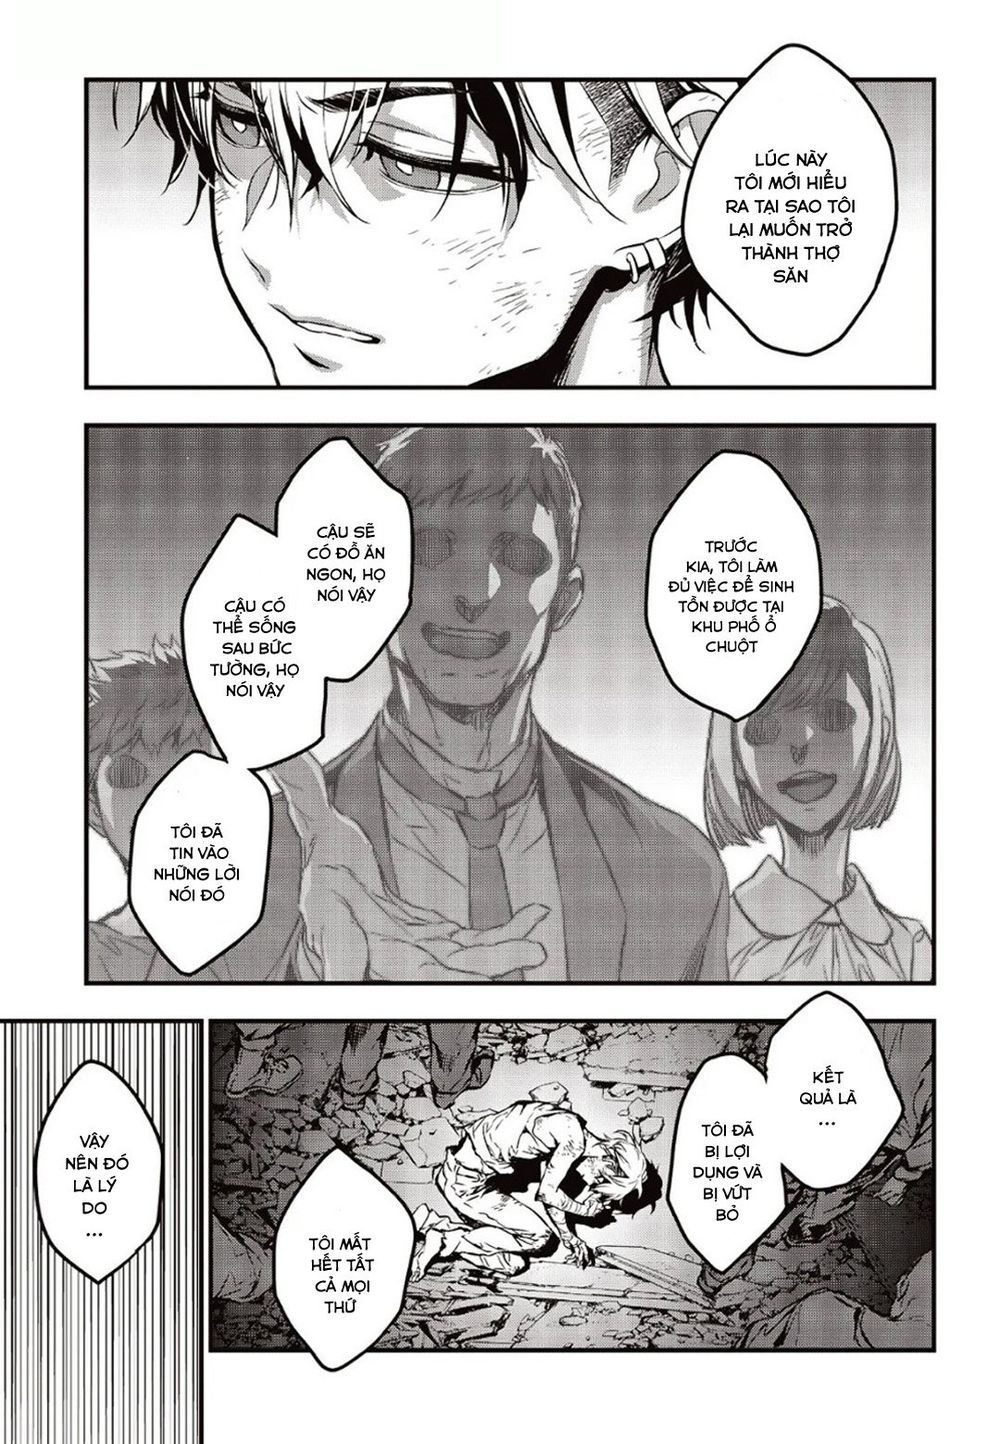 LÚC NÀY
TÔI MỚI HIỂU
RA TẠI SAO TÔI
LẠI MUỐN TRỞ
THÀNH THỢ
SĂN
TRƯỚC
KIA, TÔI LÀM
ĐỦ VIỆC ĐỂ SINH
TỒN ĐƯỢC TẠI
KHU PHỐ Ổ
CHUỘT
CẬU SẼ
CÓ ĐỒ ĂN
NGON, HỌ
NÓI VẬY
CẬU CÓ
THỂ SỐNG
SAU BỨC
TƯỜNG, HỌ
NÓI VẬY
TÔI ĐÃ
TIN VÀO
NHỮNG LỜI
NÓI ĐÓ
KẾT
QUẢ LÀ
...
TÔI ĐÃ
BỊ LỢI
DỤNG VÀ
BỊ VỨT
BỎ
TÔI MẤT
HẾT TẤT
CẢ MỌI
THỨ
VẬY
NÊN ĐÓ
LÀ LÝ
DO
...